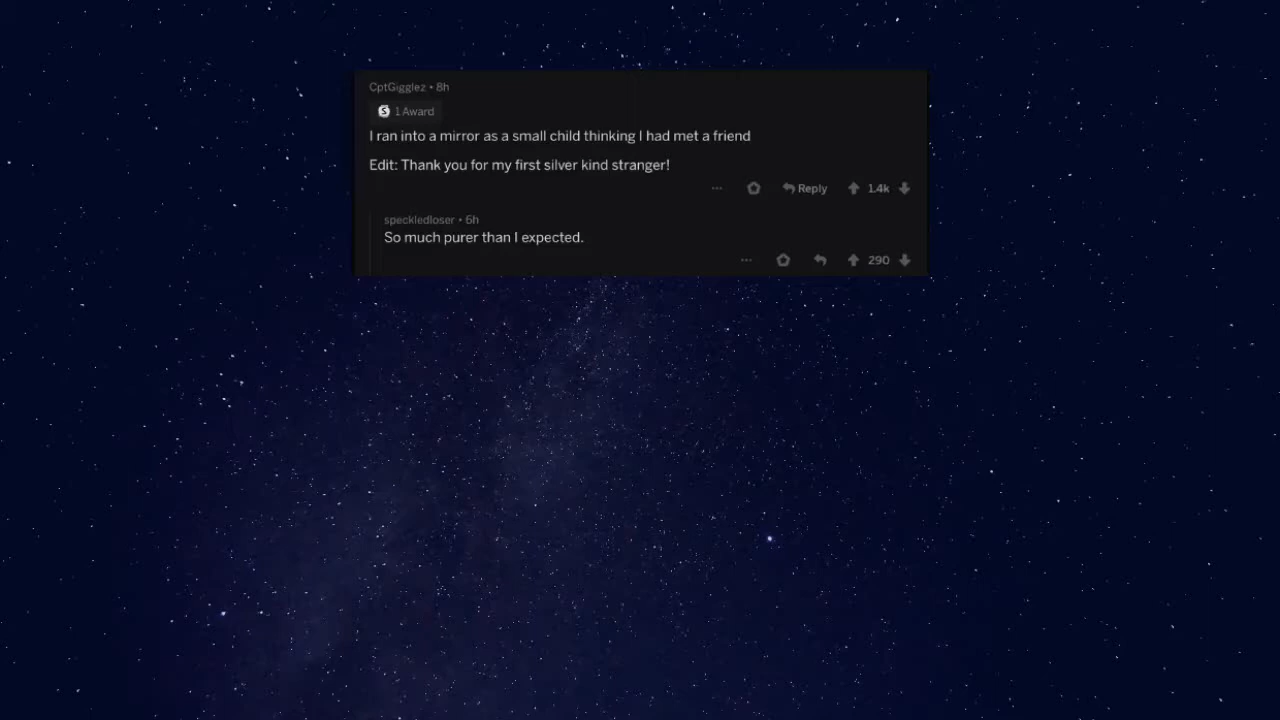 CptGigglez • 8h
S 1 Award
I ran into a mirror as a small child thinking I had met a friend
Edit: Thank you for my first silver kind stranger!
... Reply 1.4k
speckledloser • 6h
So much purer than I expected.
... 290